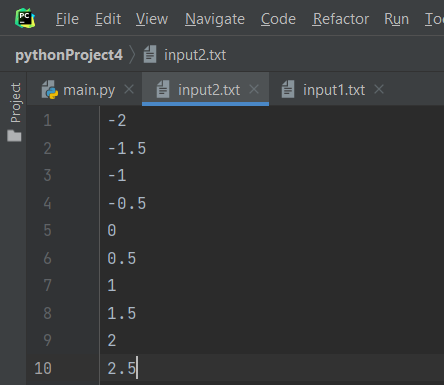 PC File Edit View Navigate Code Refactor Run
pythonProject4 input2.txt
Project
main.py input2.txt input1.txt
1 -2
2 -1.5
3 -1
4 -0.5
5 0
6 0.5
7 1
8 1.5
9 2
10 2.5